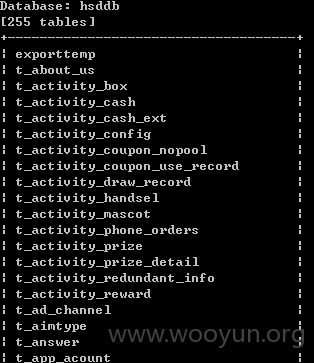 Database: hsddb
[255 tables]
+------------------------------------+
¦ exporttemp ¦
¦ t_about_us ¦
¦ t_activity_box ¦
¦ t_activity_cash ¦
¦ t_activity_cash_ext ¦
¦ t_activity_config ¦
¦ t_activity_coupon_nopool ¦
¦ t_activity_coupon_use_record ¦
¦ t_activity_draw_record ¦
¦ t_activity_handsel ¦
¦ t_activity_mascot ¦
¦ t_activity_phone_orders ¦
¦ t_activity_prize ¦
¦ t_activity_prize_detail ¦
¦ t_activity_redundant_info ¦
¦ t_activity_reward ¦
¦ t_ad_channel ¦
¦ t_aimtype ¦
¦ t_answer ¦
¦ t_app_acount ¦
www.wooyun.org